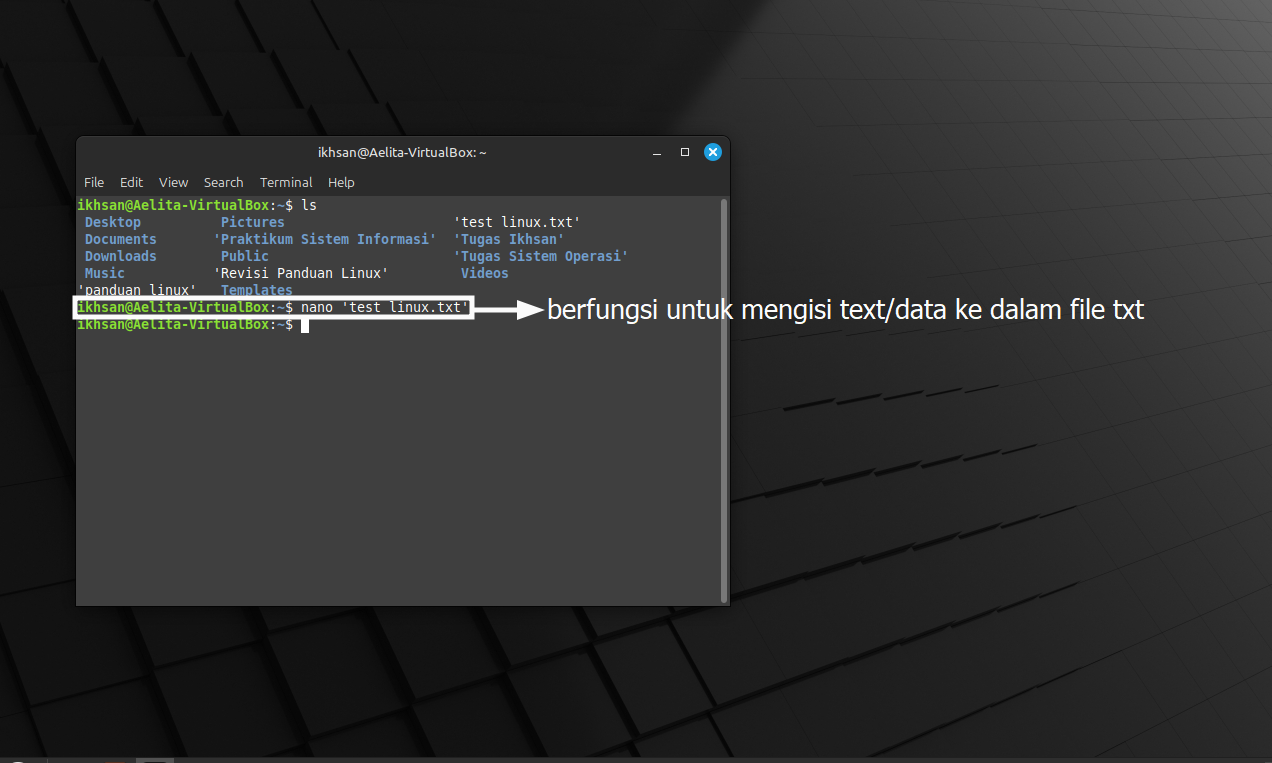 ikhsan@Aelita-VirtualBox: ~
File Edit View Search Terminal Help
ikhsan@Aelita-VirtualBox:~$ ls
Desktop Pictures 'test linux.txt'
Documents 'Praktikum Sistem Informasi' 'Tugas Ikhsan'
Downloads Public 'Tugas Sistem Operasi'
Music 'Revisi Panduan Linux' Videos
'panduan linux' Templates
ikhsan@Aelita-VirtualBox:~$ nano 'test linux.txt'
berfungsi untuk mengisi text/data ke dalam file txt
ikhsan@Aelita-VirtualBox:~$